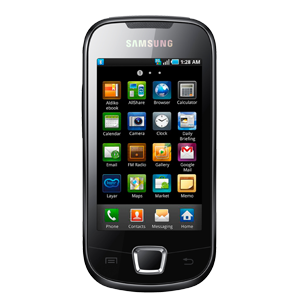 SAMSUNG
1:28 AM
Aldiko ebook
AllShare
Browser
Calculator
Calendar
Camera
Clock
Daily Briefing
Email
FM Radio
Gallery
Google Mail
Layar
Maps
Market
Memo
Phone
Contacts
Messaging
Home